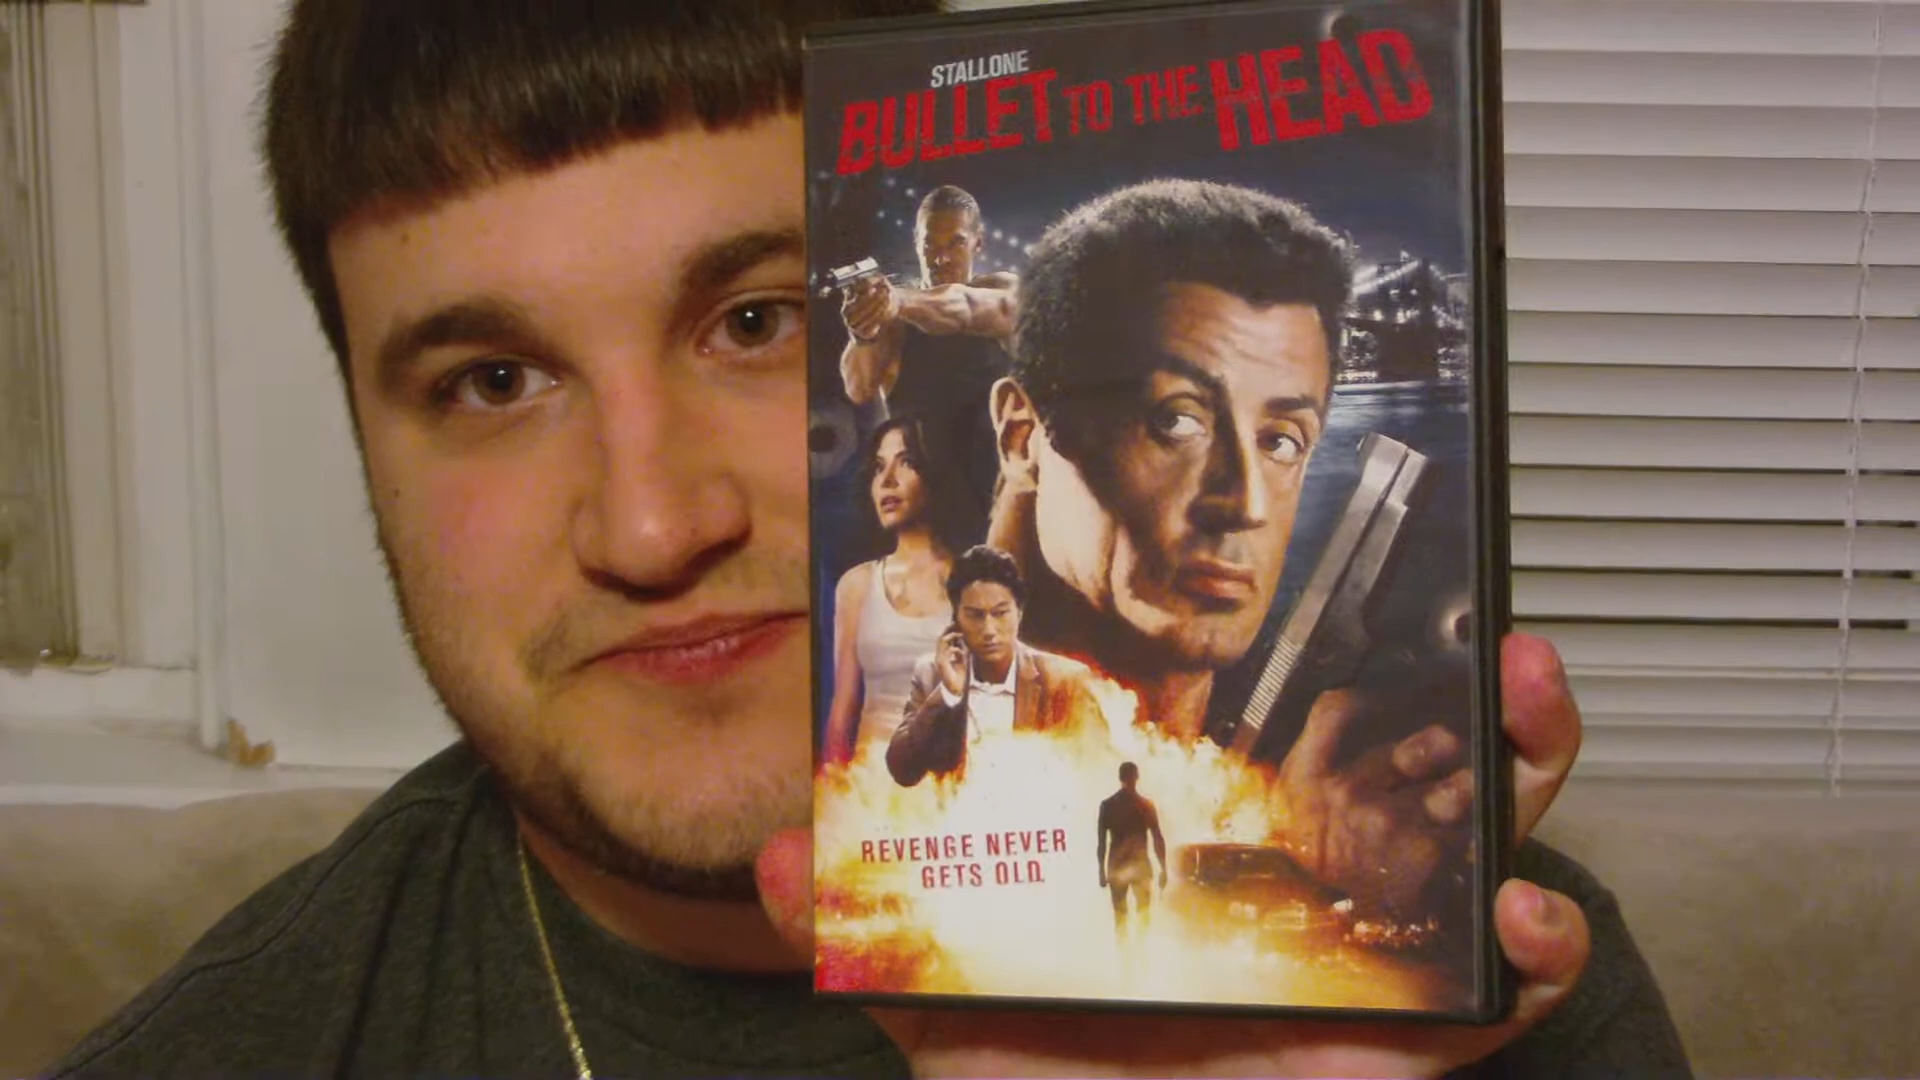 STALLONE
BULLET TO THE HEAD
REVENGE NEVER
GETS OLD.